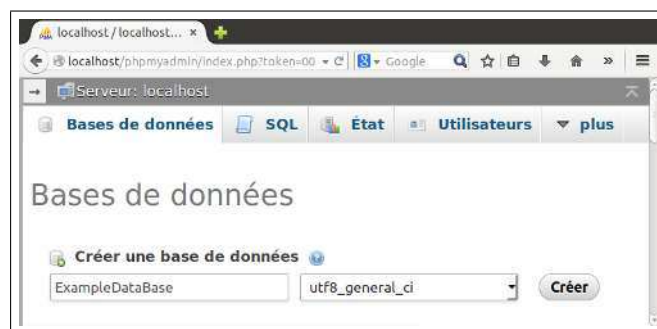 localhost / localhost...
localhost/phpmyadmin/index.php?token=00 Google
Serveur: localhost
Bases de données SQL État Utilisateurs plus
Bases de données
Créer une base de données
ExampleDataBase utf8_general_ci Créer